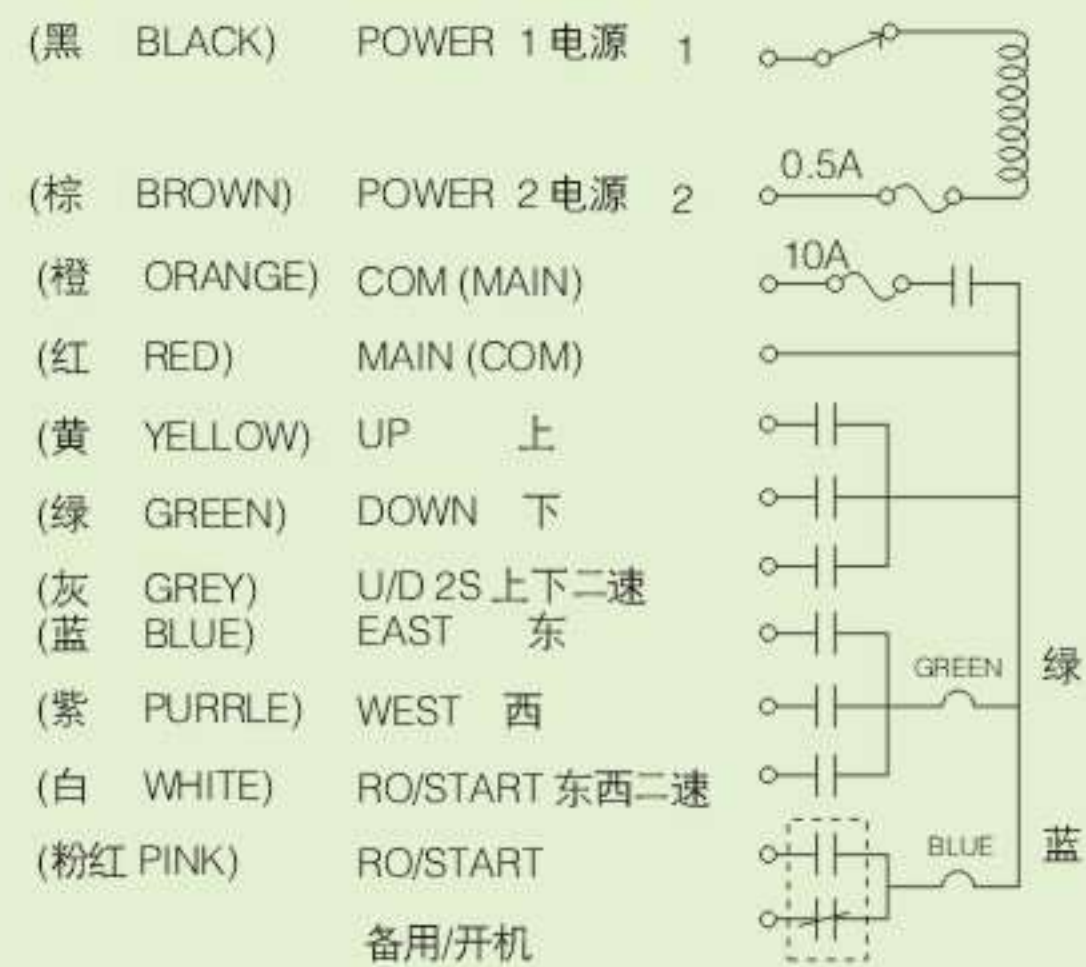 (黑 BLACK) POWER 1 电源 1
0.5A
(棕 BROWN) POWER 2 电源 2
10A
(橙 ORANGE) COM (MAIN)
(红 RED) MAIN (COM)
(黄 YELLOW) UP 上
(绿 GREEN) DOWN 下
(灰 GREY) U/D 2S 上下二速
(蓝 BLUE) EAST 东
GREEN 绿
(紫 PURRLE) WEST 西
(白 WHITE) RO/START 东西二速
(粉红 PINK) RO/START
BLUE 蓝
备用/开机